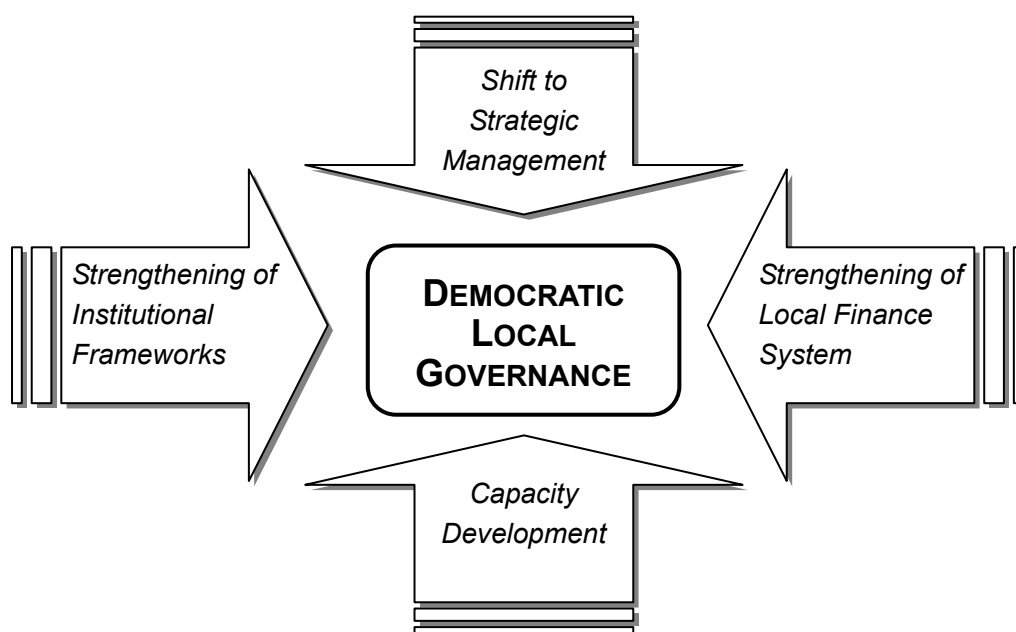 Shift to
Strategic
Management
Strengthening of
Institutional
Frameworks
DEMOCRATIC
LOCAL
GOVERNANCE
Strengthening of
Local Finance
System
Capacity
Development